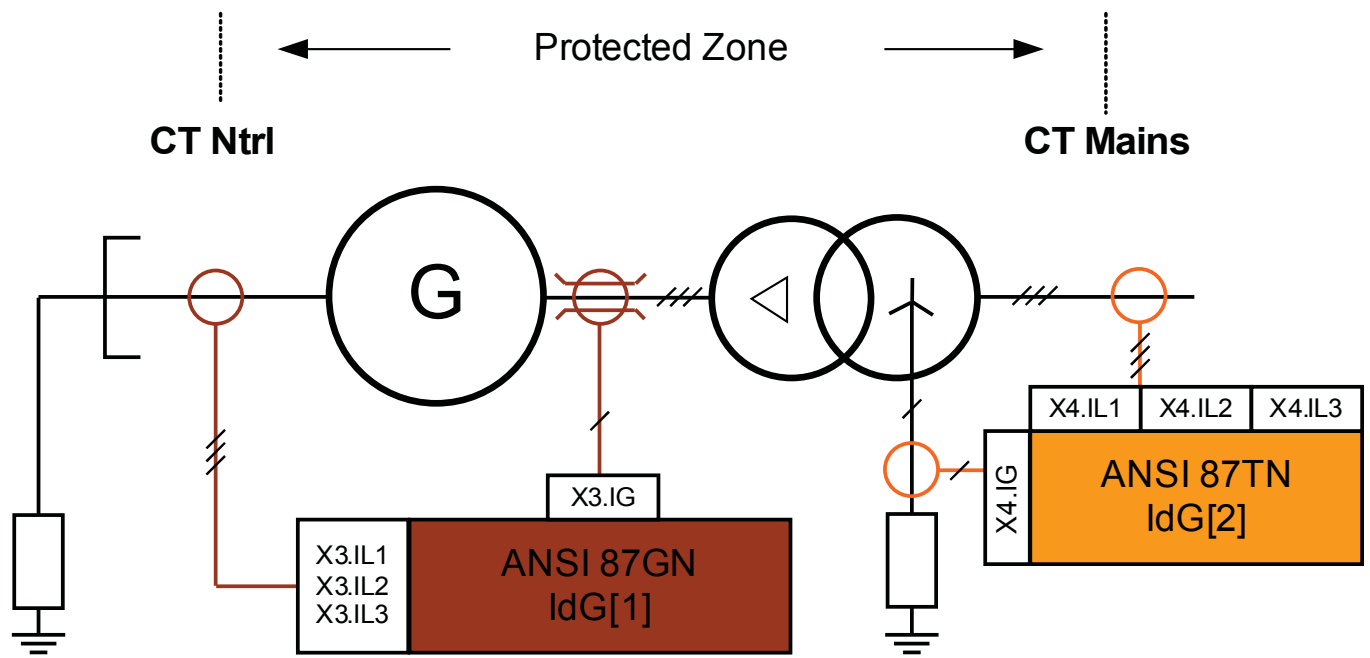 Protected Zone
CT Ntrl
CT Mains
G
X4.IL1 X4.IL2 X4.IL3
X4.IG
ANSI 87TN
IdG[2]
X3.IG
X3.IL1
X3.IL2
X3.IL3
ANSI 87GN
IdG[1]